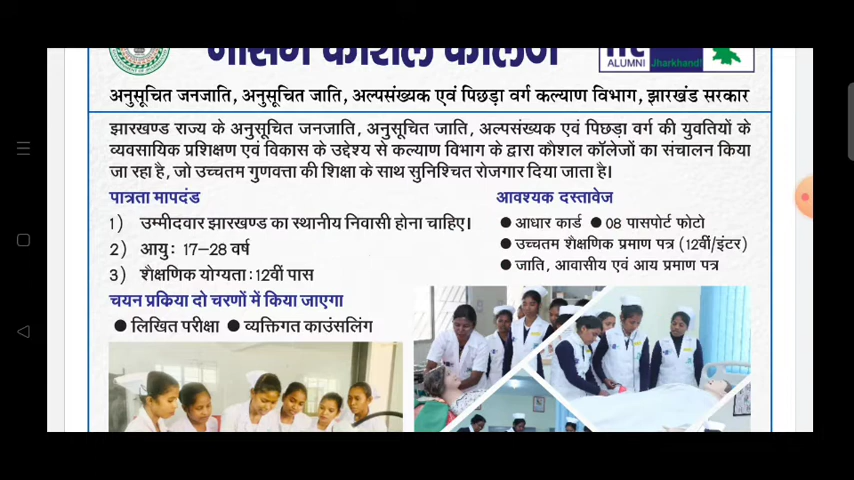 नर्सिंग कौशल कॉलेज
ALUMNI Jharkhand
अनुसूचित जनजाति, अनुसूचित जाति, अल्पसंख्यक एवं पिछड़ा वर्ग कल्याण विभाग, झारखंड सरकार
झारखण्ड राज्य के अनुसूचित जनजाति, अनुसूचित जाति, अल्पसंख्यक एवं पिछड़ा वर्ग की युवतियों के
व्यवसायिक प्रशिक्षण एवं विकास के उद्देश्य से कल्याण विभाग के द्वारा कौशल कॉलेजों का संचालन किया
जा रहा है, जो उच्चतम गुणवत्ता की शिक्षा के साथ सुनिश्चित रोजगार दिया जाता है।
पात्रता मापदंड
1) उम्मीदवार झारखण्ड का स्थानीय निवासी होना चाहिए।
2) आयु: 17–28 वर्ष
3) शैक्षणिक योग्यता:12वीं पास
चयन प्रकिया दो चरणों में किया जाएगा
● लिखित परीक्षा ● व्यक्तिगत काउंसलिंग
आवश्यक दस्तावेज
● आधार कार्ड ● 08 पासपोर्ट फोटो
● उच्चतम शैक्षणिक प्रमाण पत्र (12वीं/इंटर)
● जाति, आवासीय एवं आय प्रमाण पत्र